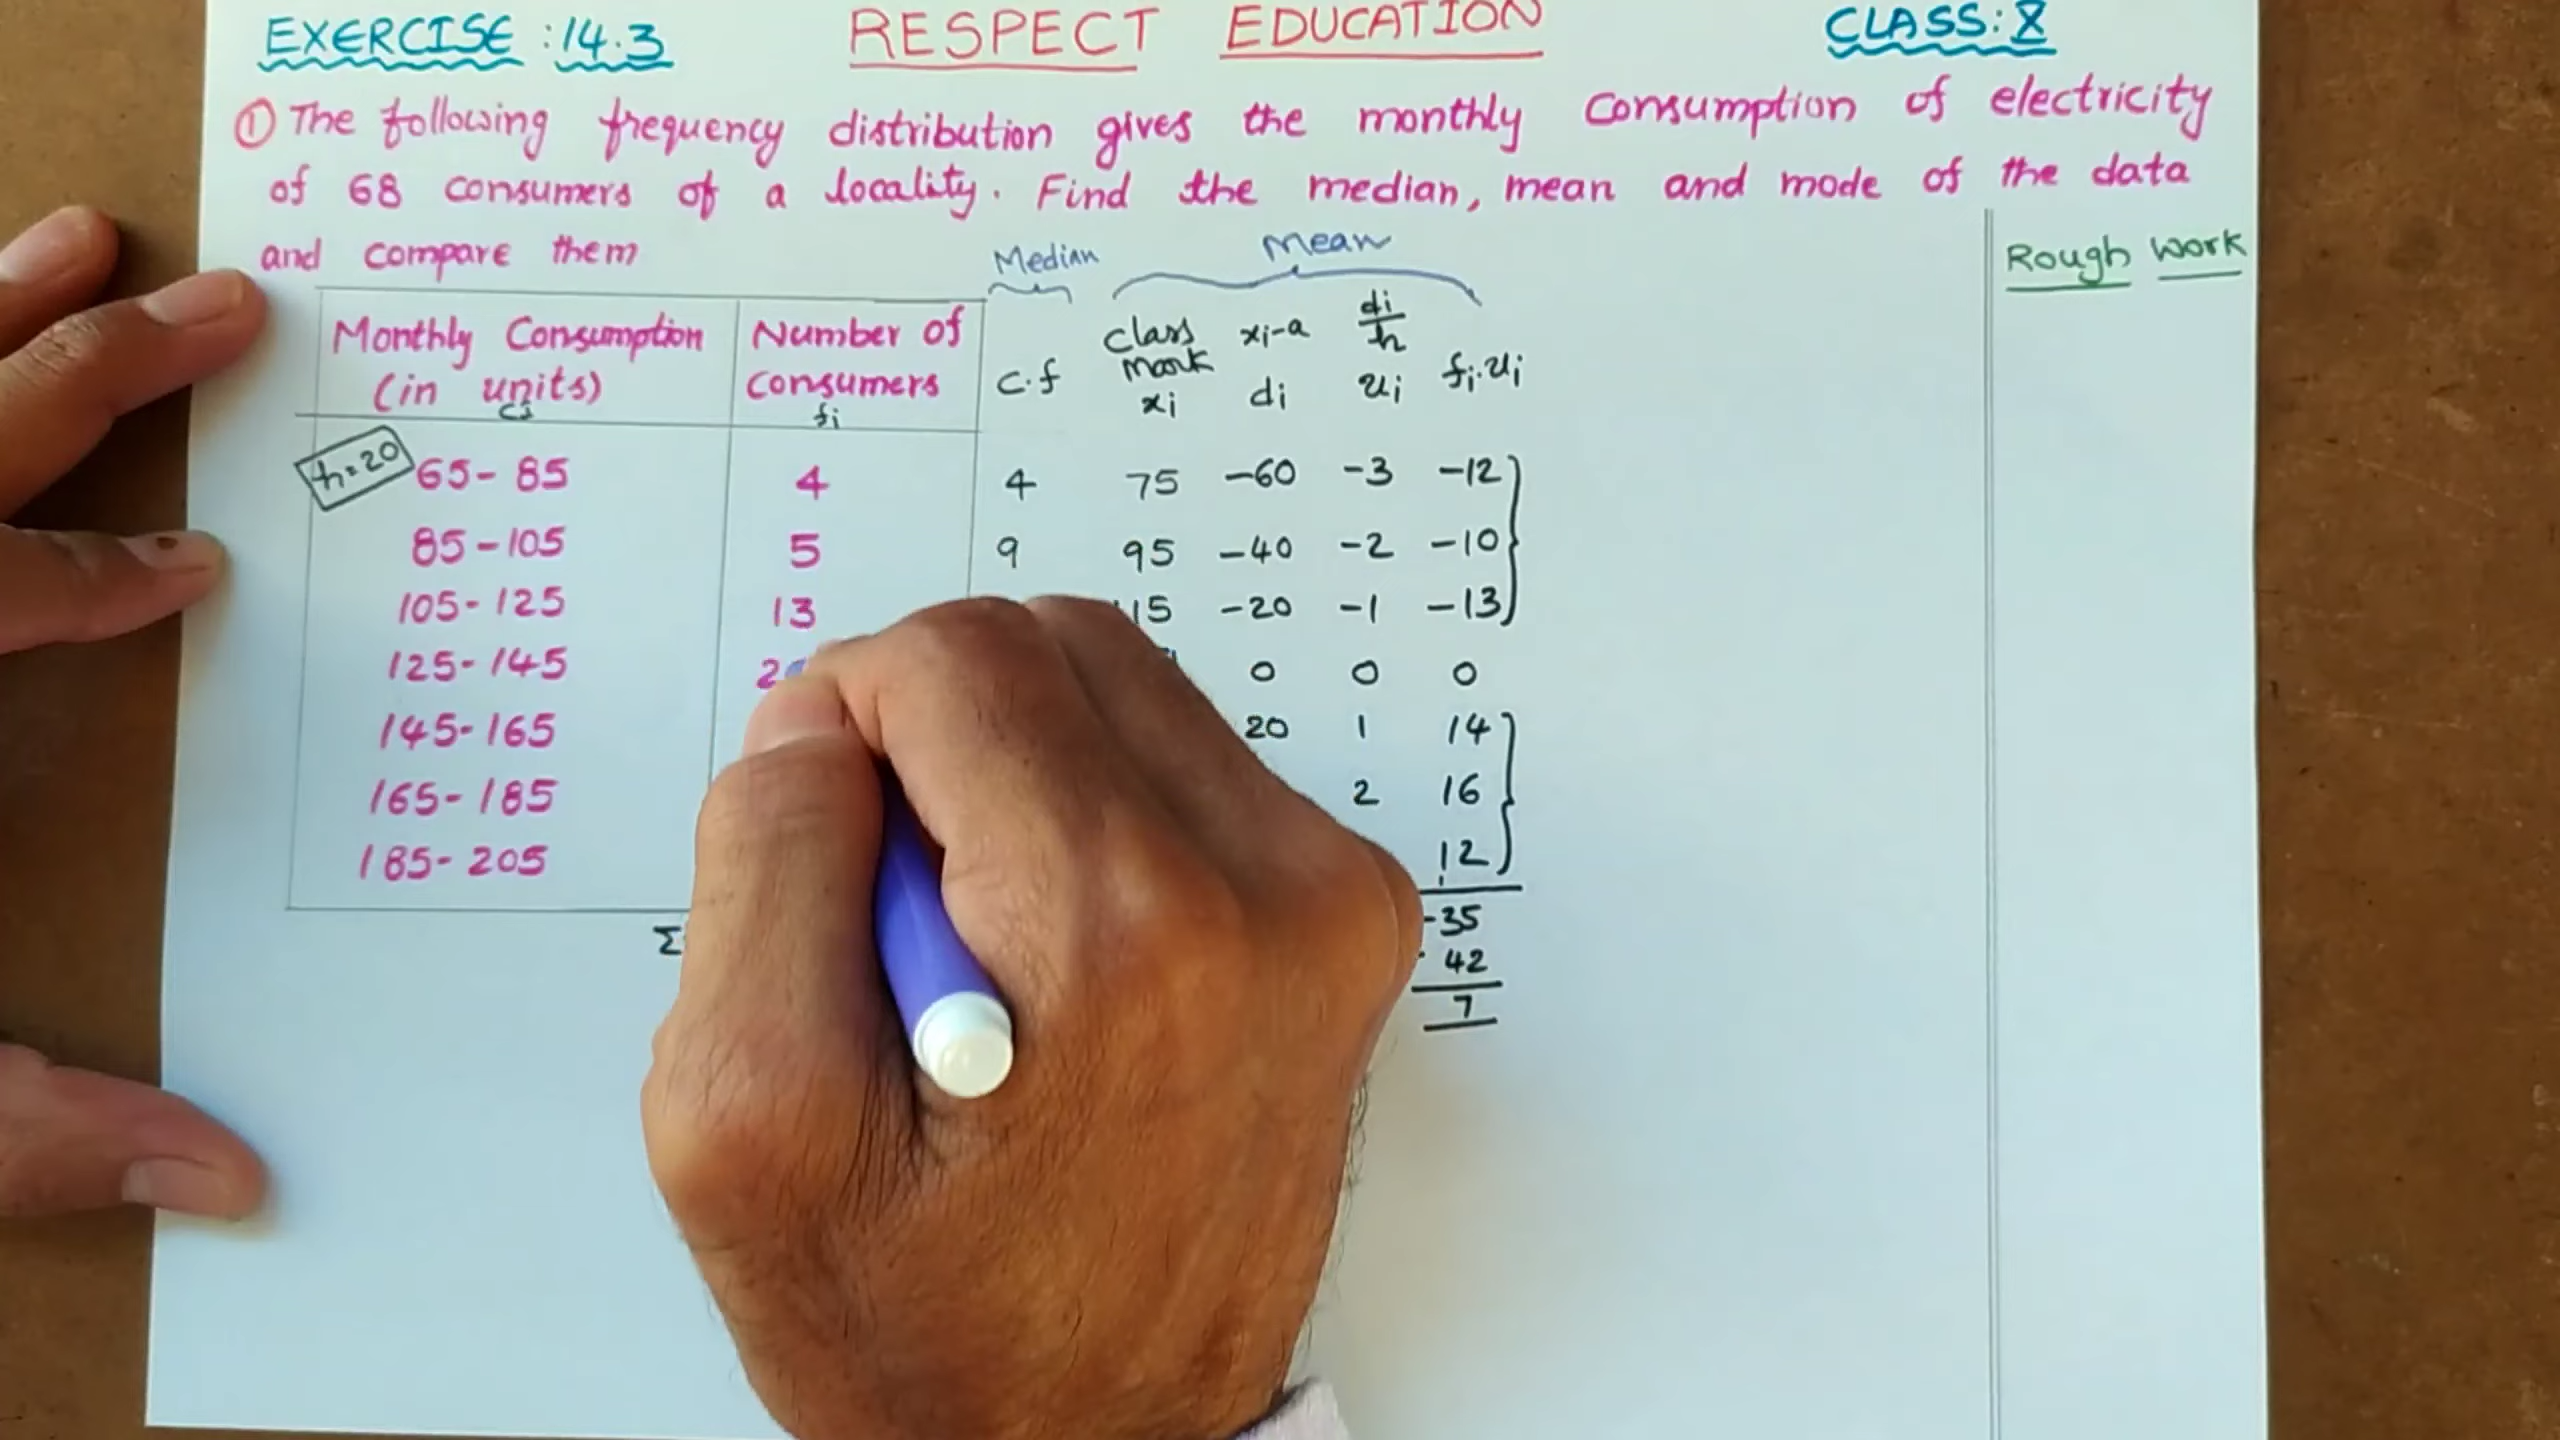 EXERCISE : 14.3 RESPECT EDUCATION CLASS: X
① The following frequency distribution gives the monthly consumption of electricity
of 68 consumers of a locality. Find the median, mean and mode of the data
and compare them
Median Mean Rough Work
Monthly Consumption (in units) CI
Number of Consumers fi
c.f
class mark xi
xi-a di
di/h ui
fi.ui
h=20
65- 85 4 4 75 -60 -3 -12
85-105 5 9 95 -40 -2 -10
105-125 13 15 -20 -1 -13
125-145 2 0 0 0
145-165 20 1 14
165-185 2 16
185-205 12
Σ -35
42
7